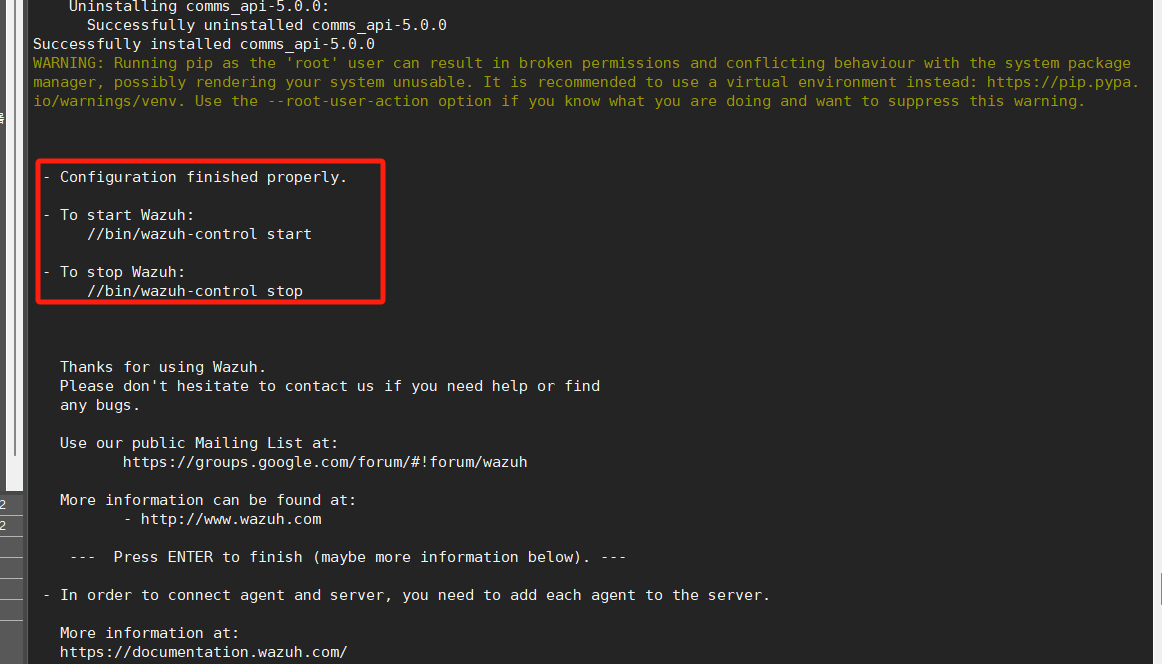 Uninstalling comms_api-5.0.0:
Successfully uninstalled comms_api-5.0.0
Successfully installed comms_api-5.0.0
WARNING: Running pip as the 'root' user can result in broken permissions and conflicting behaviour with the system package
manager, possibly rendering your system unusable. It is recommended to use a virtual environment instead: https://pip.pypa.
io/warnings/venv. Use the --root-user-action option if you know what you are doing and want to suppress this warning.
- Configuration finished properly.
- To start Wazuh:
//bin/wazuh-control start
- To stop Wazuh:
//bin/wazuh-control stop
Thanks for using Wazuh.
Please don't hesitate to contact us if you need help or find
any bugs.
Use our public Mailing List at:
https://groups.google.com/forum/#!forum/wazuh
More information can be found at:
- http://www.wazuh.com
--- Press ENTER to finish (maybe more information below). ---
- In order to connect agent and server, you need to add each agent to the server.
More information at:
https://documentation.wazuh.com/
2
2